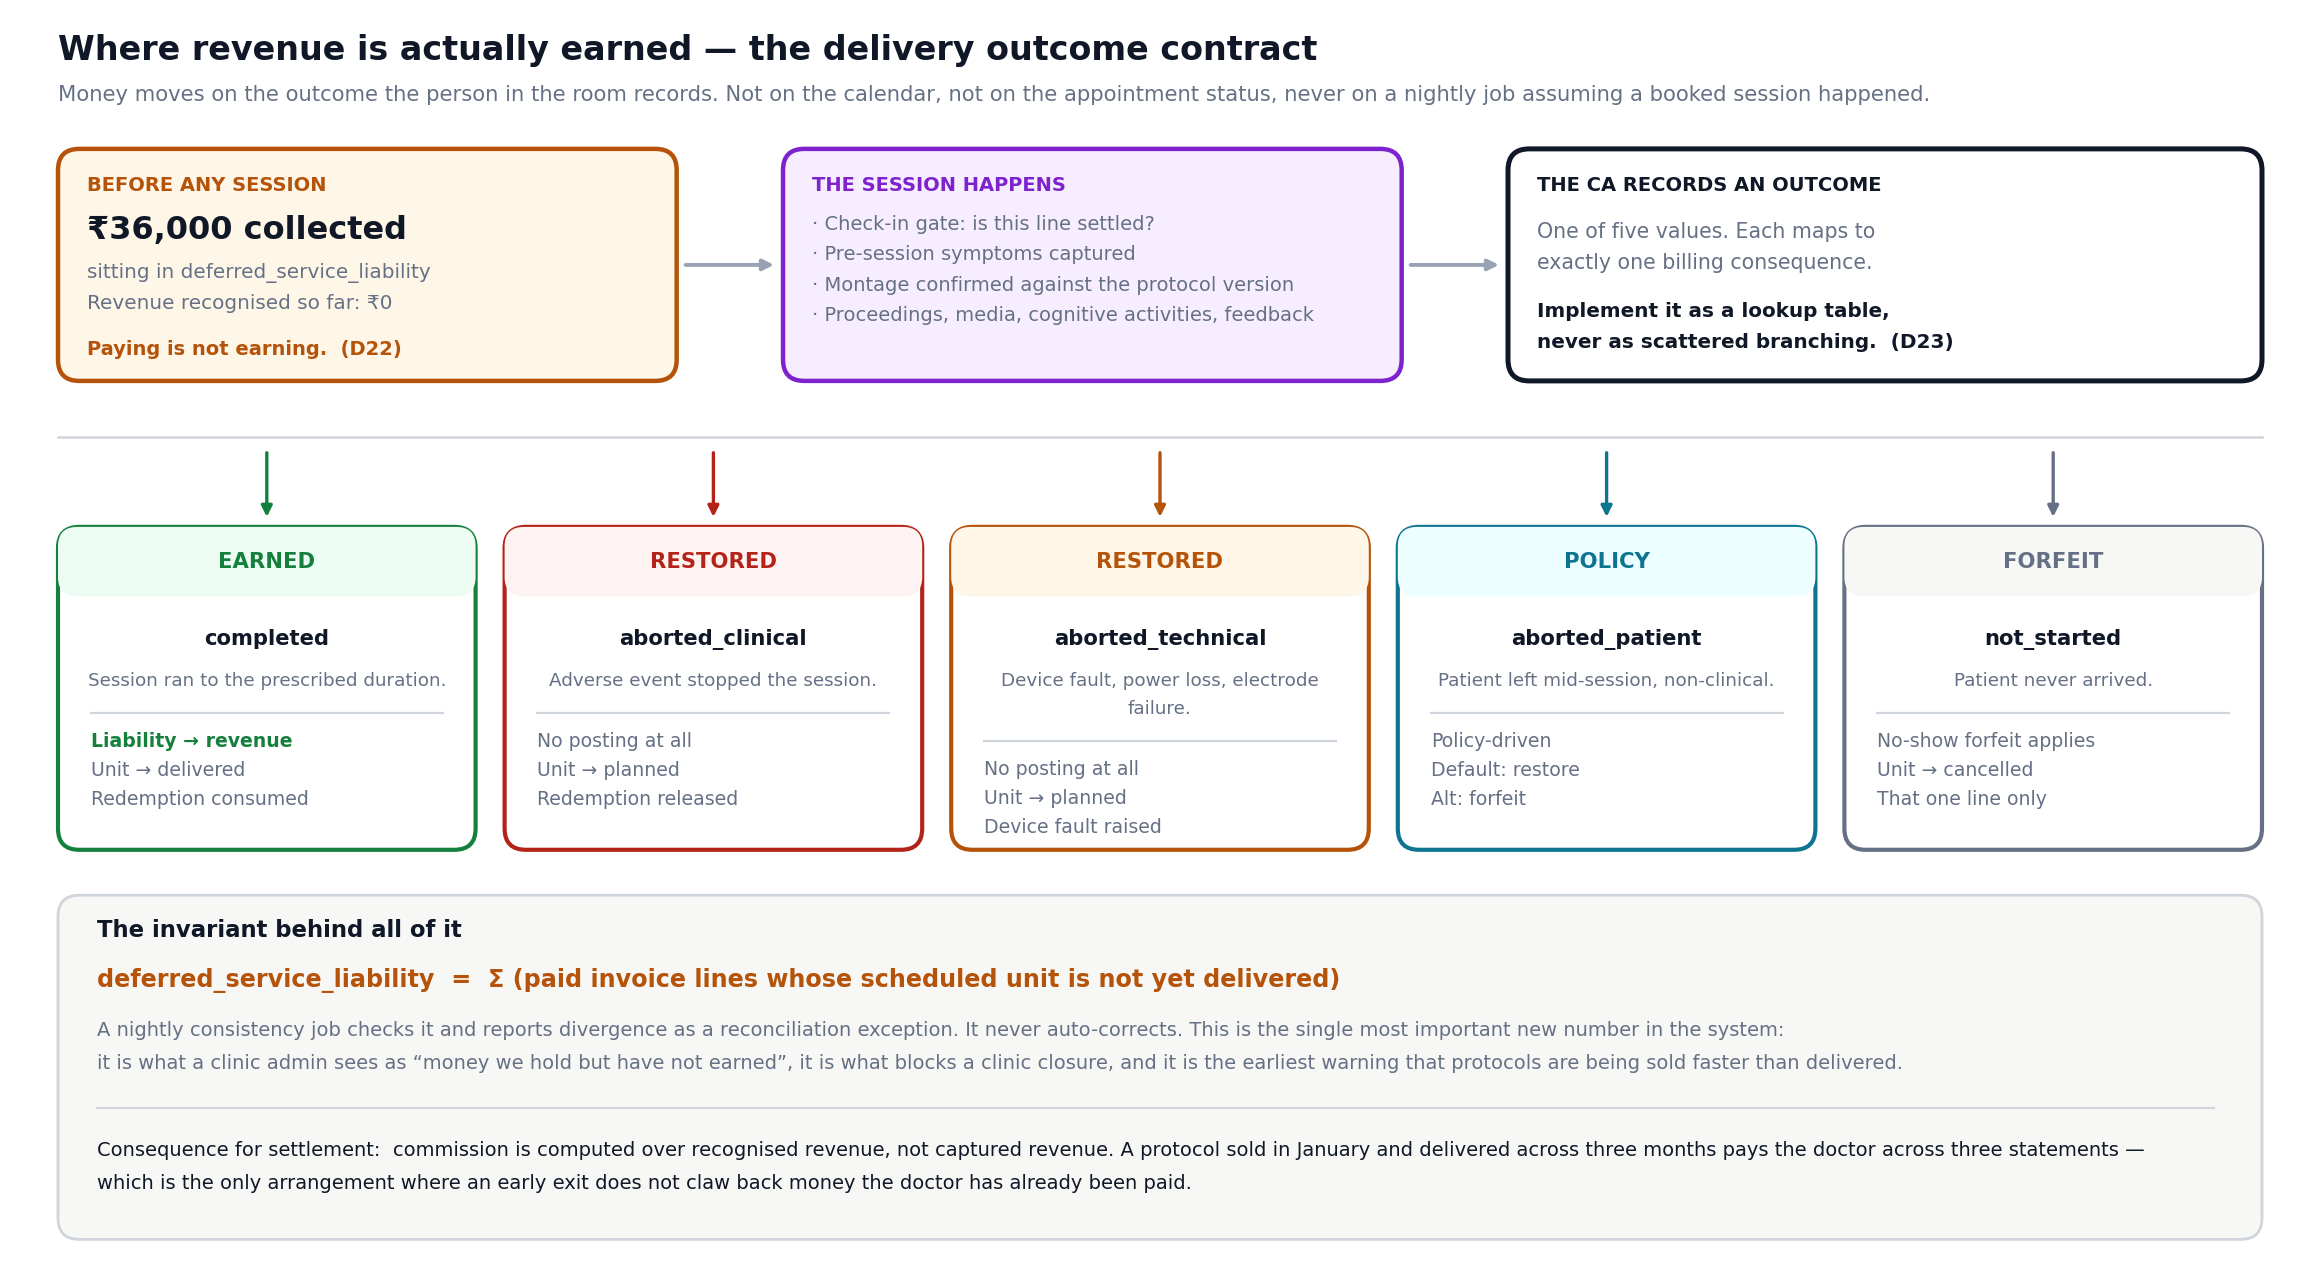 Where revenue is actually earned — the delivery outcome contract
Money moves on the outcome the person in the room records. Not on the calendar, not on the appointment status, never on a nightly job assuming a booked session happened.
BEFORE ANY SESSION
₹36,000 collected
sitting in deferred_service_liability
Revenue recognised so far: ₹0
Paying is not earning.  (D22)
THE SESSION HAPPENS
· Check-in gate: is this line settled?
· Pre-session symptoms captured
· Montage confirmed against the protocol version
· Proceedings, media, cognitive activities, feedback
THE CA RECORDS AN OUTCOME
One of five values. Each maps to
exactly one billing consequence.
Implement it as a lookup table,
never as scattered branching.  (D23)
EARNED
completed
Session ran to the prescribed duration.
Liability → revenue
Unit → delivered
Redemption consumed
RESTORED
aborted_clinical
Adverse event stopped the session.
No posting at all
Unit → planned
Redemption released
RESTORED
aborted_technical
Device fault, power loss, electrode
failure.
No posting at all
Unit → planned
Device fault raised
POLICY
aborted_patient
Patient left mid-session, non-clinical.
Policy-driven
Default: restore
Alt: forfeit
FORFEIT
not_started
Patient never arrived.
No-show forfeit applies
Unit → cancelled
That one line only
The invariant behind all of it
deferred_service_liability  =  Σ (paid invoice lines whose scheduled unit is not yet delivered)
A nightly consistency job checks it and reports divergence as a reconciliation exception. It never auto-corrects. This is the single most important new number in the system:
it is what a clinic admin sees as “money we hold but have not earned”, it is what blocks a clinic closure, and it is the earliest warning that protocols are being sold faster than delivered.
Consequence for settlement:  commission is computed over recognised revenue, not captured revenue. A protocol sold in January and delivered across three months pays the doctor across three statements —
which is the only arrangement where an early exit does not claw back money the doctor has already been paid.